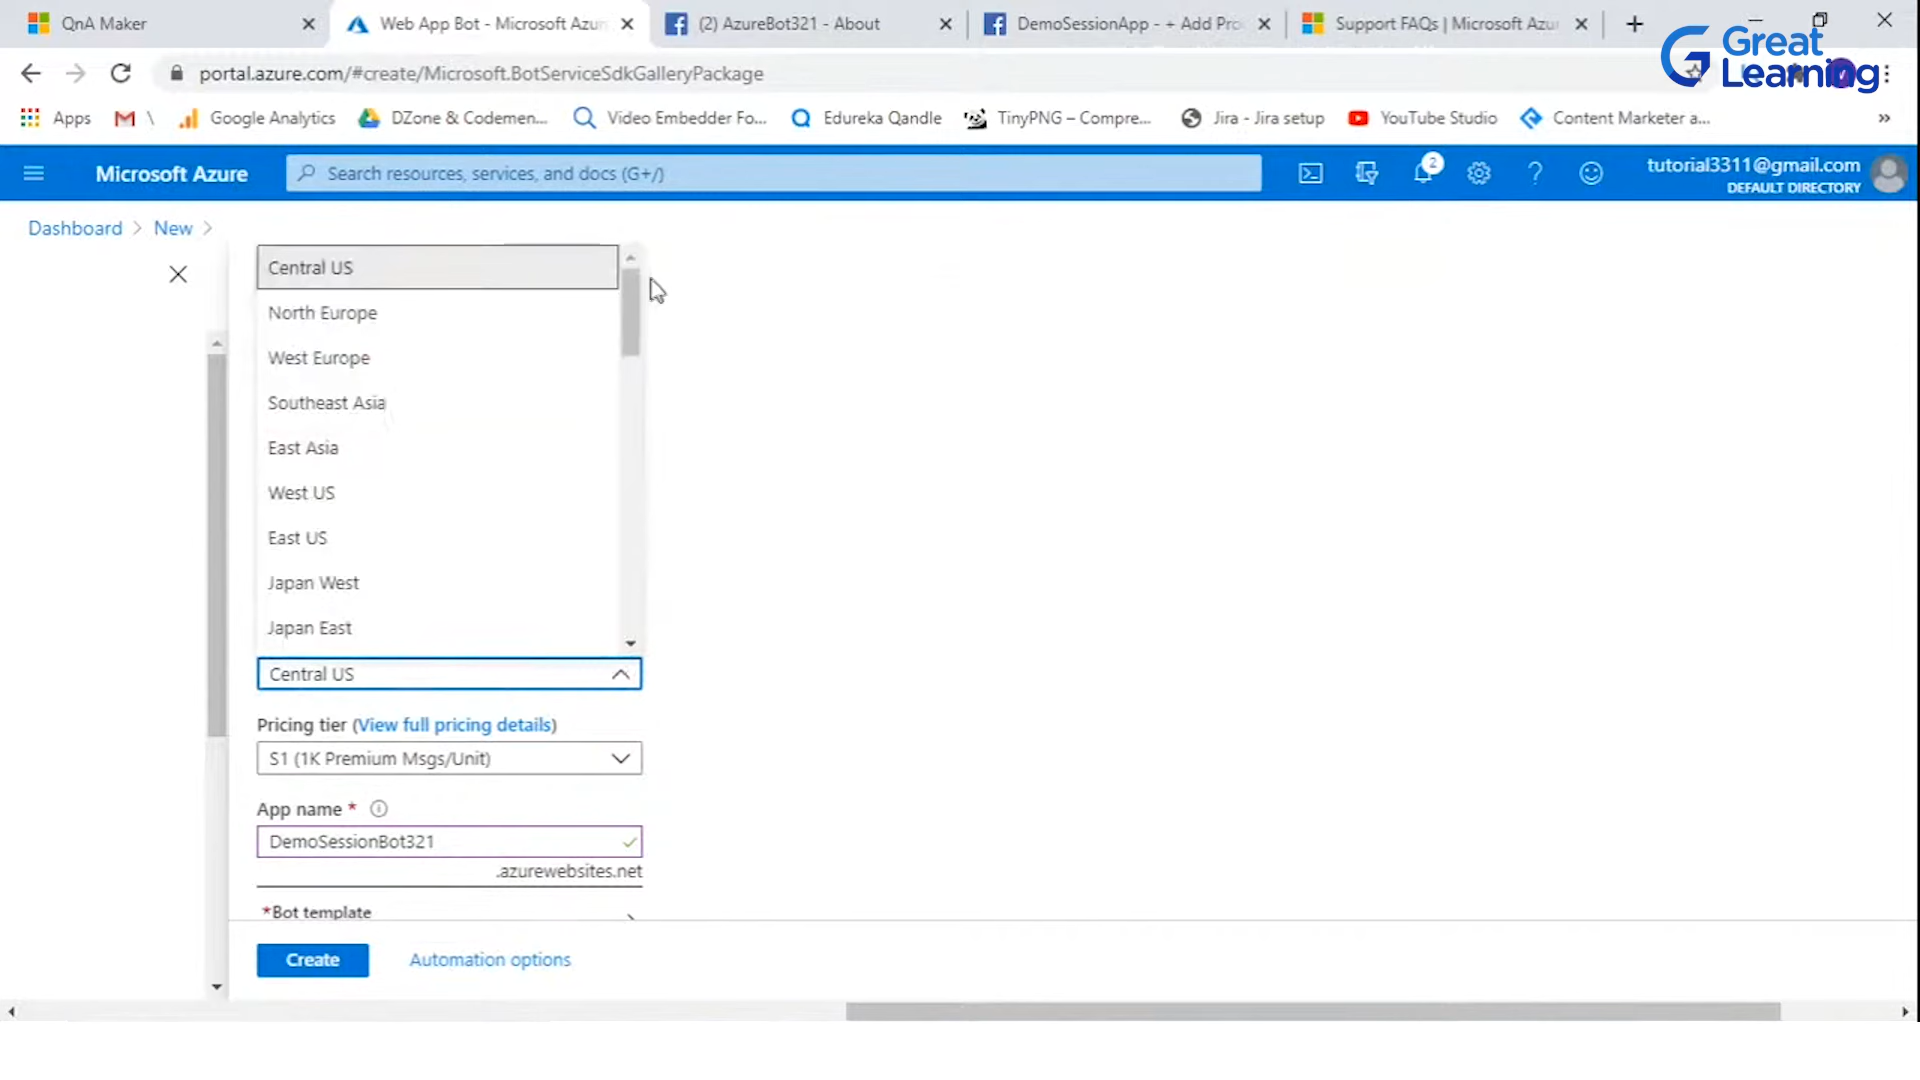 QnA Maker
Web App Bot - Microsoft Azur
(2) AzureBot321 - About
DemoSessionApp - + Add Pro
Support FAQs | Microsoft Azu
Great
Learning
portal.azure.com/#create/Microsoft.BotServiceSdkGalleryPackage
Apps
\
Google Analytics
DZone & Codemen...
Video Embedder Fo...
Edureka Qandle
TinyPNG – Compre...
Jira - Jira setup
YouTube Studio
Content Marketer a...
»
Microsoft Azure
Search resources, services, and docs (G+/)
2
tutorial3311@gmail.com
DEFAULT DIRECTORY
Dashboard > New >
Central US
North Europe
West Europe
Southeast Asia
East Asia
West US
East US
Japan West
Japan East
Central US
Pricing tier (View full pricing details)
S1 (1K Premium Msgs/Unit)
App name *
DemoSessionBot321
.azurewebsites.net
*Bot template
Create
Automation options